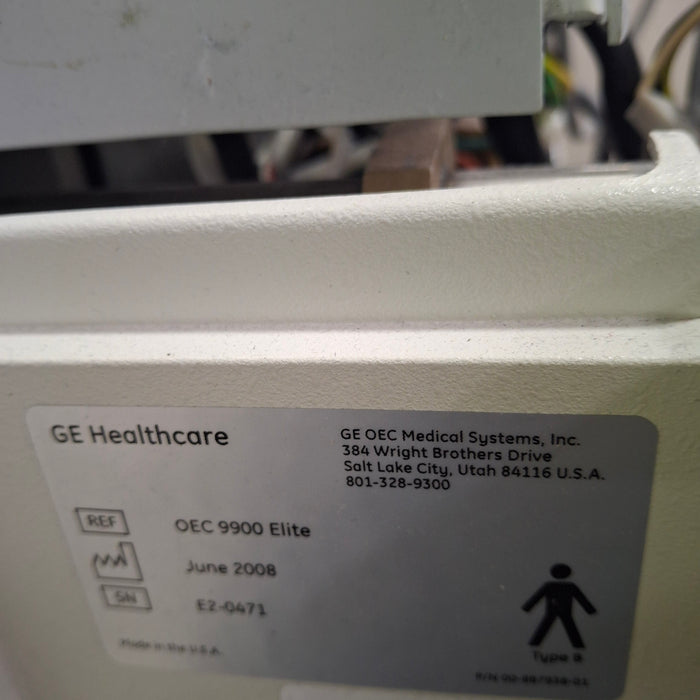 GE Healthcare
GE OEC Medical Systems, Inc.
384 Wright Brothers Drive
Salt Lake City, Utah 84116 U.S.A.
801-328-9300
REF OEC 9900 Elite
June 2008
SN E2-0471
Made in the U.S.A.
Type B